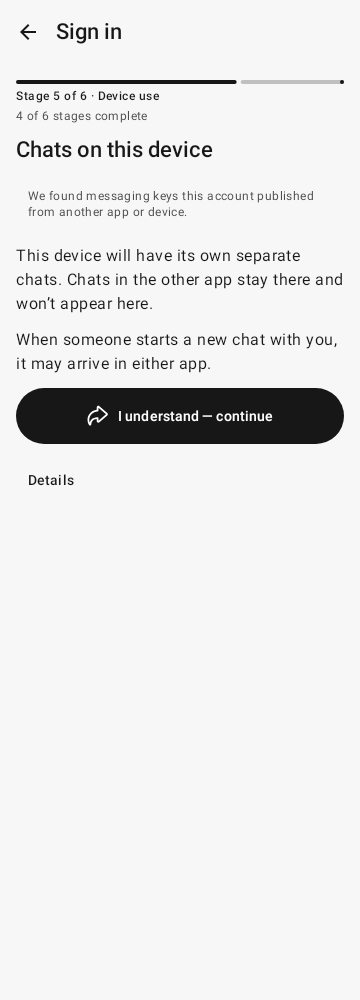 Sign in
Stage 5 of 6 · Device use
4 of 6 stages complete
Chats on this device
We found messaging keys this account published
from another app or device.
This device will have its own separate
chats. Chats in the other app stay there and
won’t appear here.
When someone starts a new chat with you,
it may arrive in either app.
I understand — continue
Details